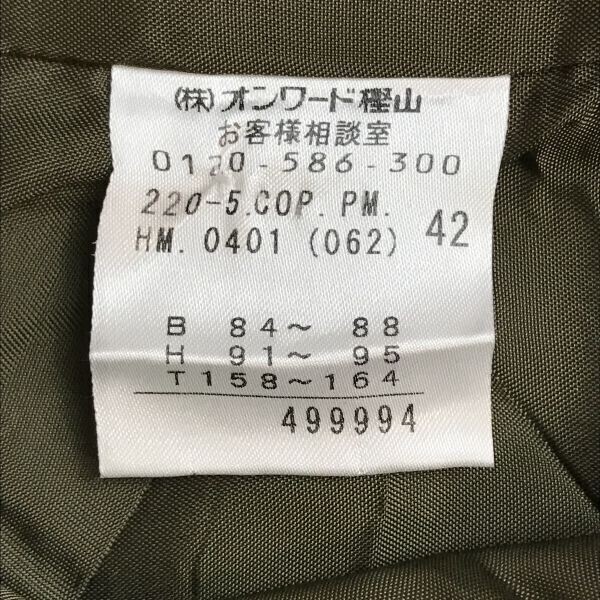 (株)オンワード樫山
お客様相談室
0120-586-300
220-5.COP.PM.
HM.0401(062) 42
B 84～ 88
H 91～ 95
T158～164
499994